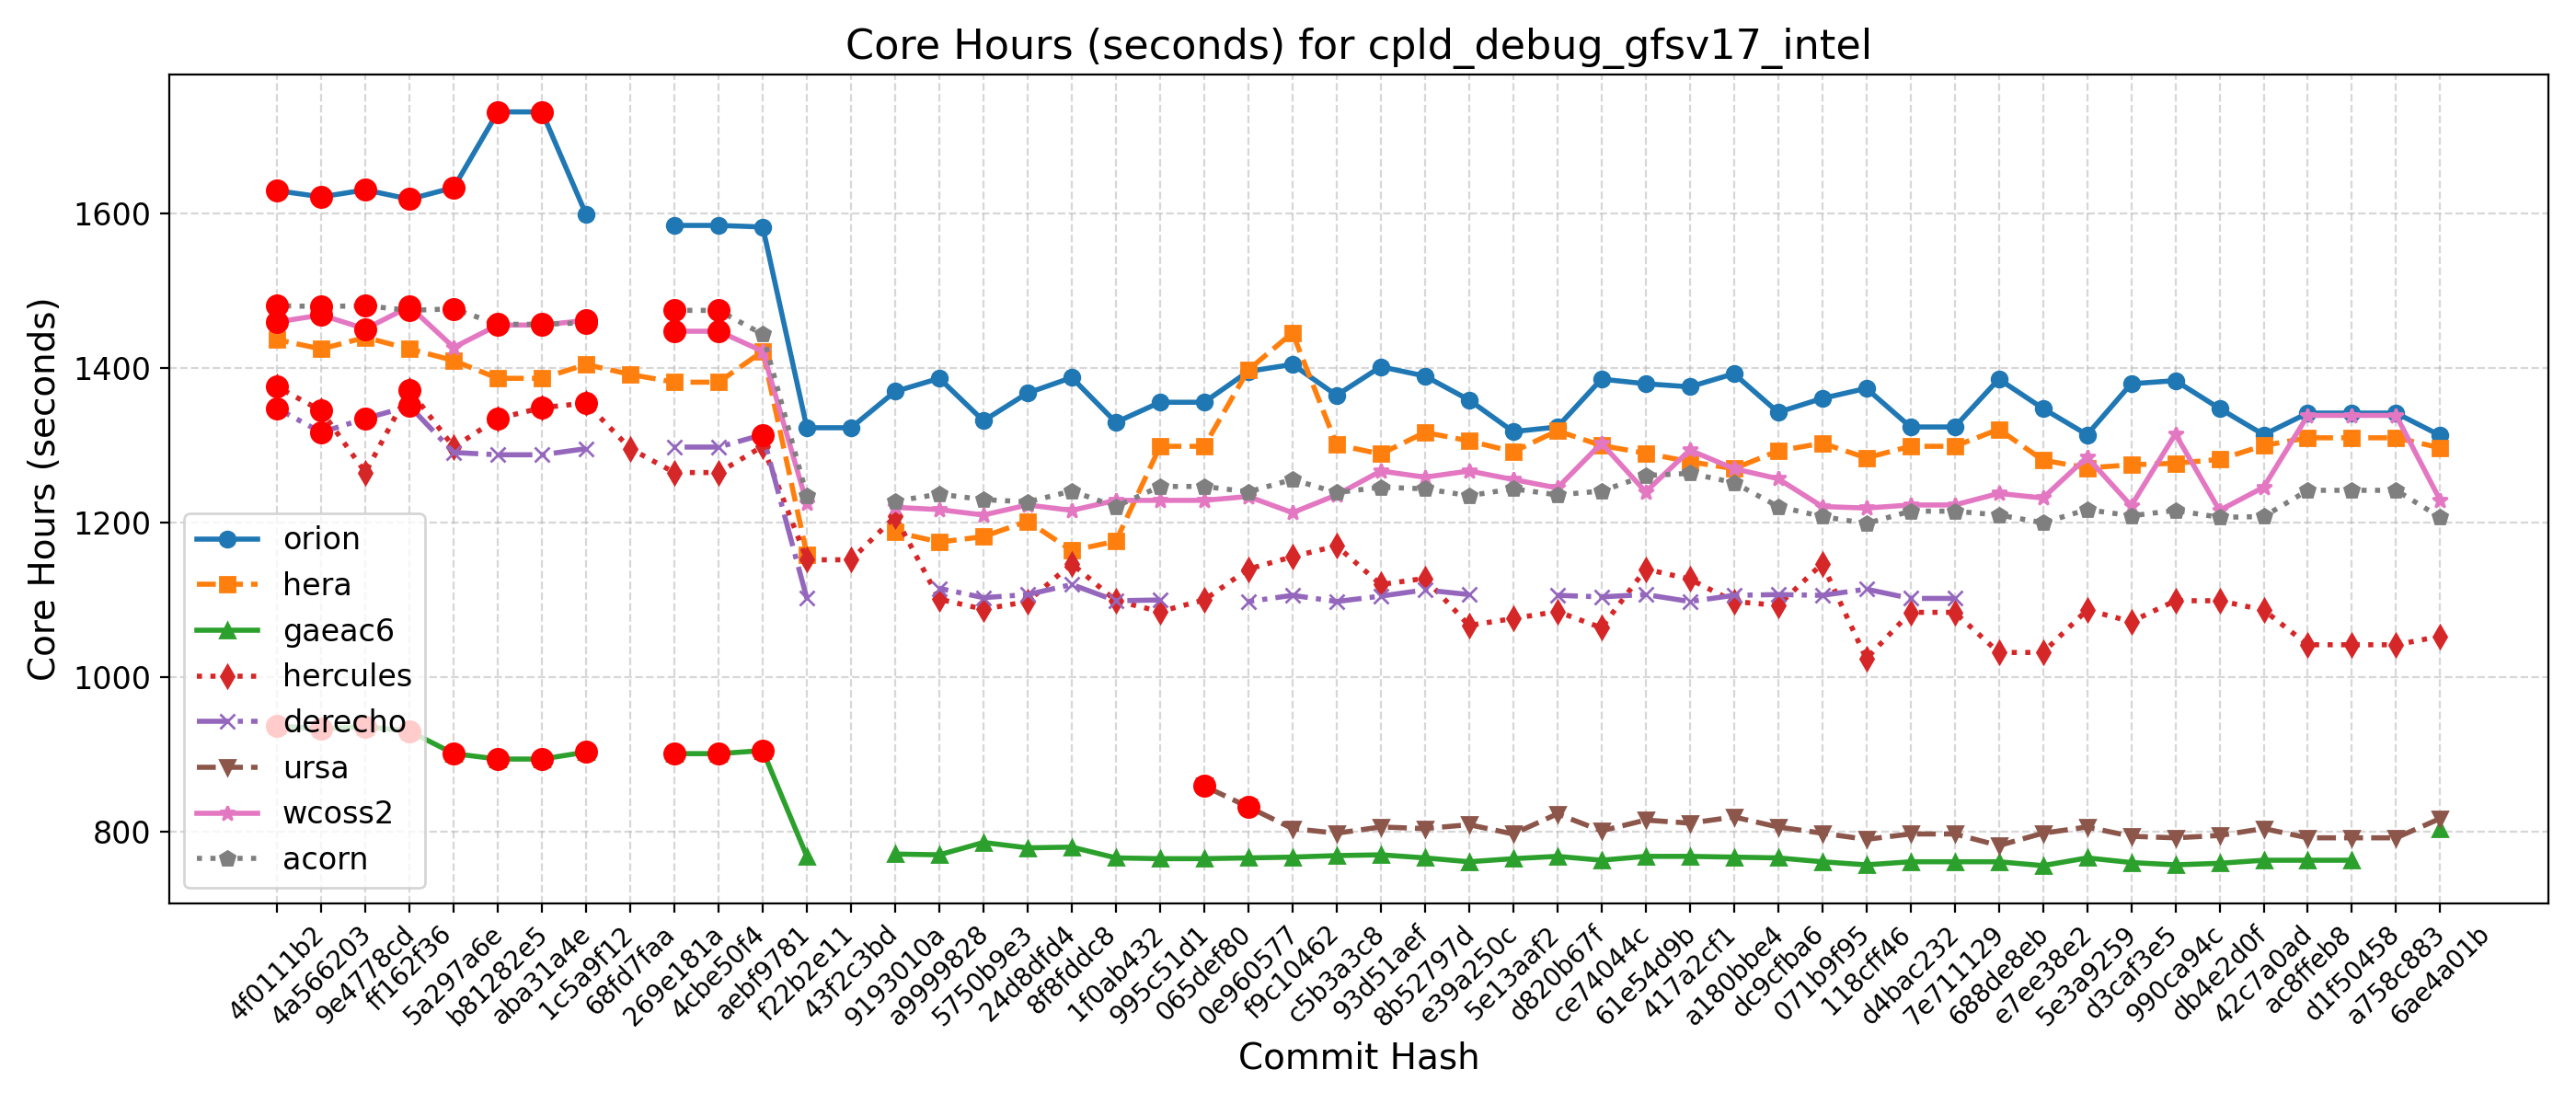 Core Hours (seconds) for cpld_debug_gfsv17_intel
Core Hours (seconds)
1600
1400
1200
1000
800
orion
hera
gaeac6
hercules
derecho
ursa
wcoss2
acorn
4f0111b2
4a566203
9e4778cd
ff162f36
5a297a6e
b81282e5
aba31a4e
1c5a9f12
68fd7faa
269e181a
4cbe50f4
aebf9781
f22b2e11
43f2c3bd
9193010a
a9999828
5750b9e3
24d8dfd4
8f8fddc8
1f0ab432
995c51d1
065def80
0e960577
f9c10462
c5b3a3c8
93d51aef
8b52797d
e39a250c
5e13aaf2
d820b67f
ce74044c
61e54d9b
417a2cf1
a180bbe4
dc9cfba6
071b9f95
118cff46
d4bac232
7e711129
688de8eb
e7ee38e2
5e3a9259
d3caf3e5
990ca94c
db4e2d0f
42c7a0ad
ac8ffeb8
d1f50458
a758c883
6ae4a01b
Commit Hash